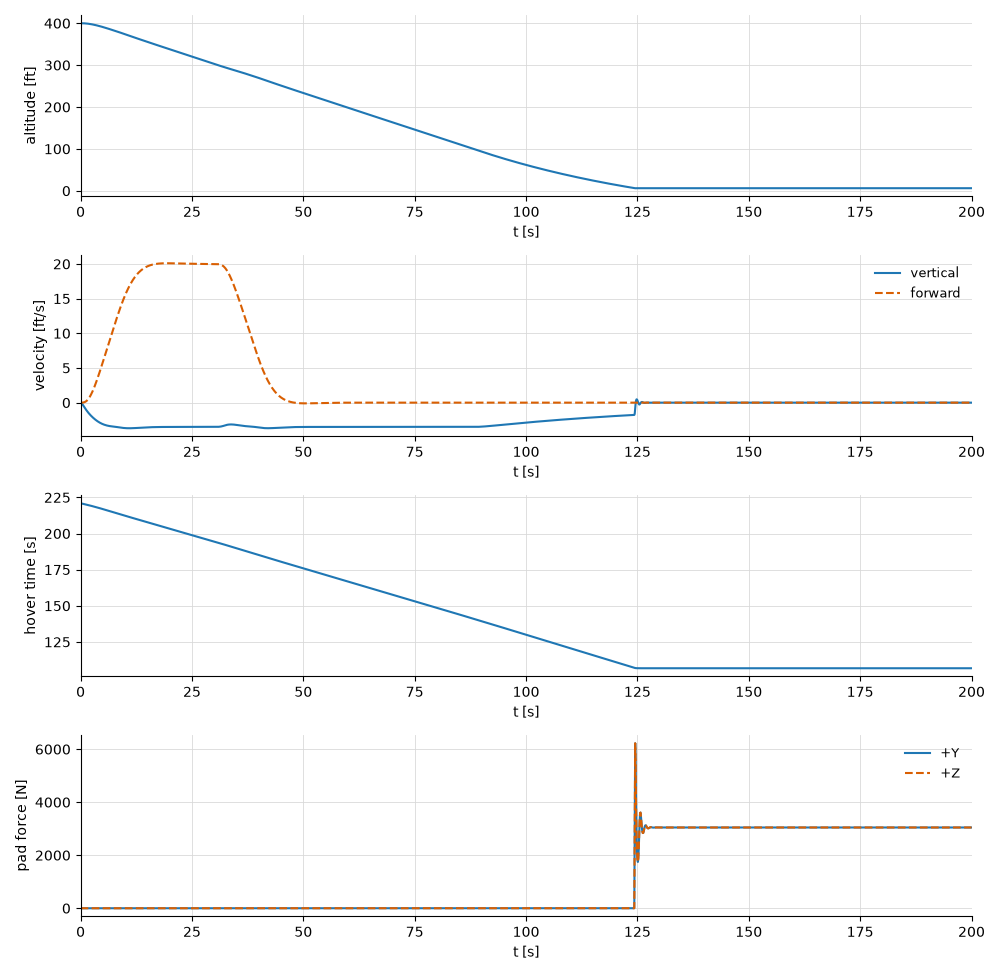 altitude [ft]
400
300
200
100
0
0 25 50 75 100 125 150 175 200
t [s]
velocity [ft/s]
20
15
10
5
0
vertical
forward
0 25 50 75 100 125 150 175 200
t [s]
hover time [s]
225
200
175
150
125
0 25 50 75 100 125 150 175 200
t [s]
pad force [N]
6000
4000
2000
0
+Y
+Z
0 25 50 75 100 125 150 175 200
t [s]